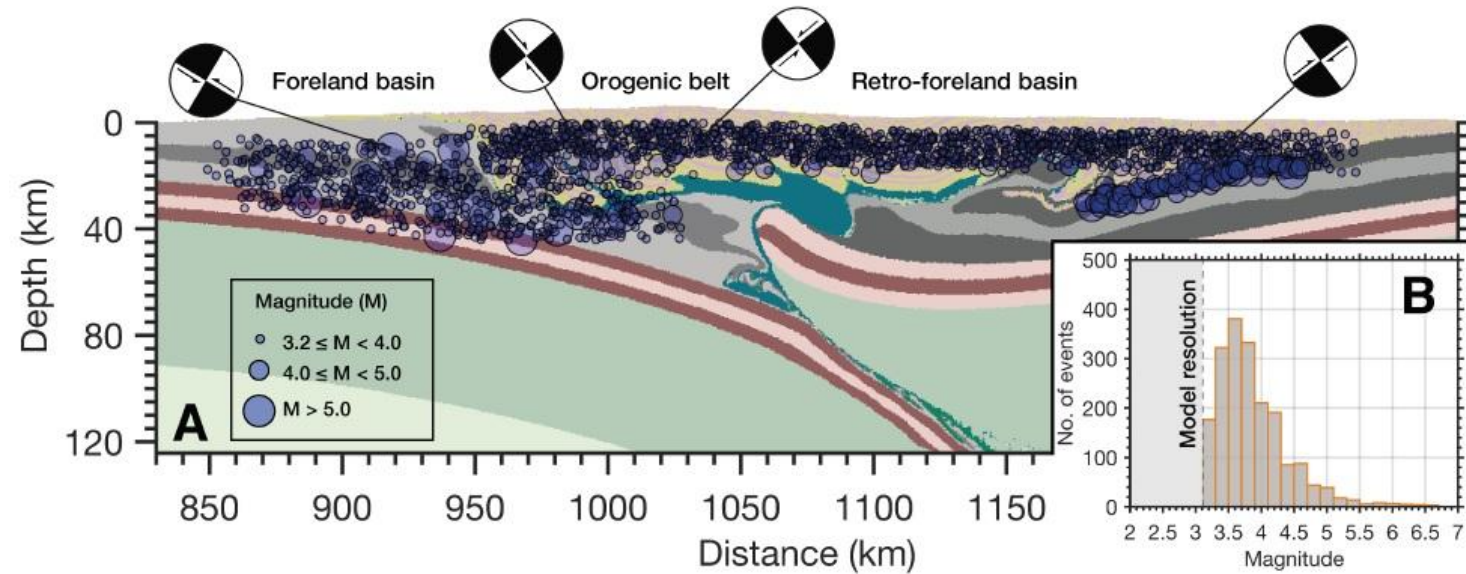 Foreland basin
Orogenic belt
Retro-foreland basin
0
40
80
120
Depth (km)
Magnitude (M)
3.2 ≤ M < 4.0
4.0 ≤ M < 5.0
M > 5.0
A
850
900
950
1000
1050
1100
1150
Distance (km)
B
Model resolution
500
400
300
200
100
0
No. of events
2 2.5 3 3.5 4 4.5 5 5.5 6 6.5 7
Magnitude